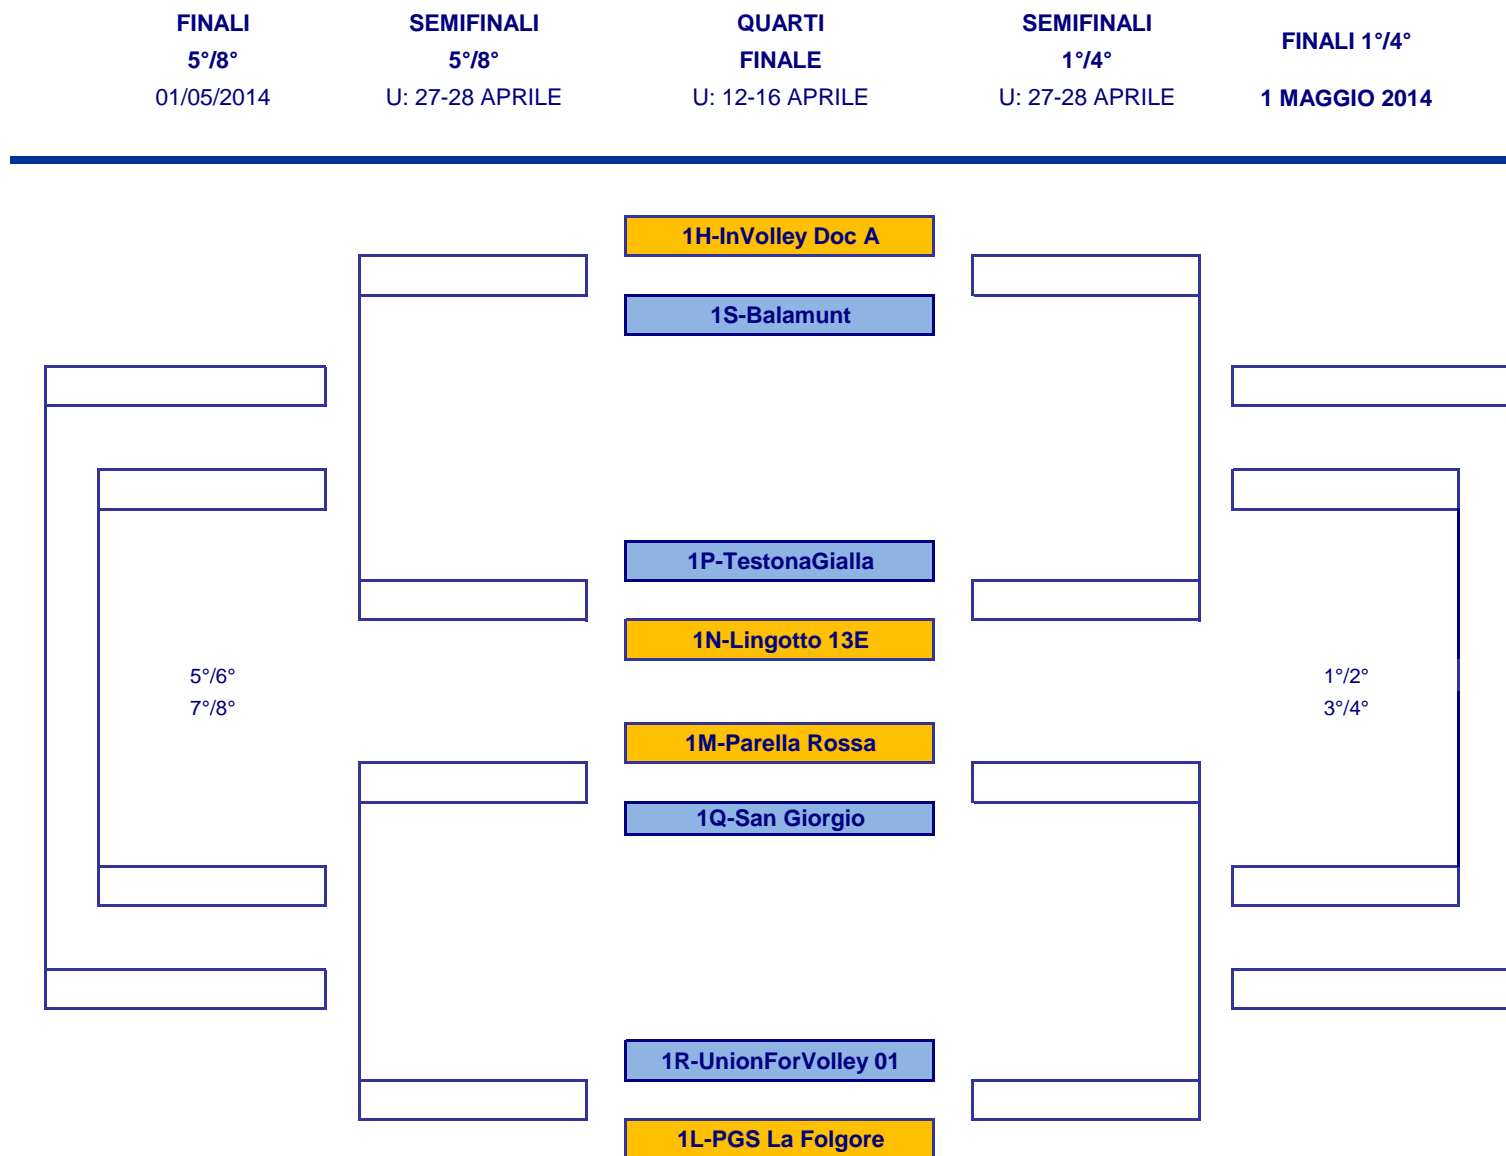 FINALI
5°/8°
01/05/2014
SEMIFINALI
5°/8°
U: 27-28 APRILE
QUARTI
FINALE
U: 12-16 APRILE
SEMIFINALI
1°/4°
U: 27-28 APRILE
FINALI 1°/4°
1 MAGGIO 2014
1H-InVolley Doc A
1S-Balamunt
1P-TestonaGialla
1N-Lingotto 13E
5°/6°
7°/8°
1°/2°
3°/4°
1M-Parella Rossa
1Q-San Giorgio
1R-UnionForVolley 01
1L-PGS La Folgore